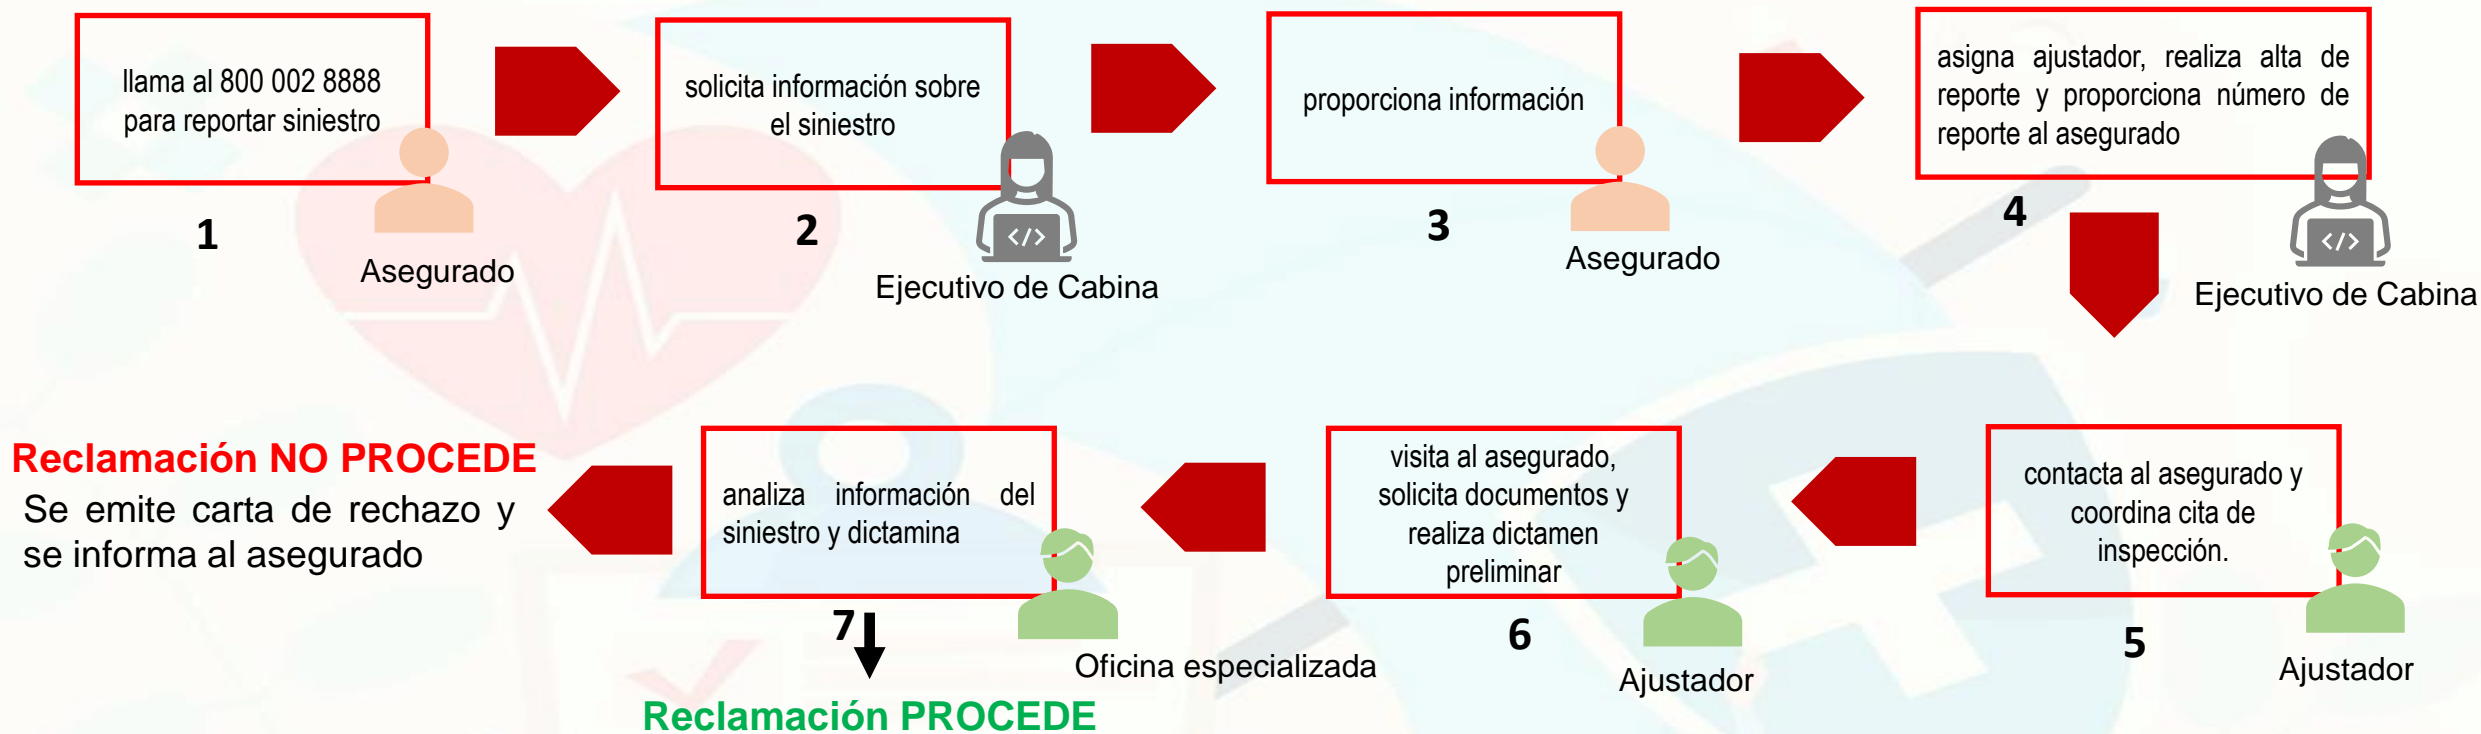 llama al 800 002 8888
para reportar siniestro
1
Asegurado
solicita información sobre
el siniestro
2
</>
Ejecutivo de Cabina
proporciona información
3
Asegurado
asigna ajustador, realiza alta de
reporte y proporciona número de
reporte al asegurado
4
</>
Ejecutivo de Cabina
contacta al asegurado y
coordina cita de
inspección.
5
Ajustador
visita al asegurado,
solicita documentos y
realiza dictamen
preliminar
6
Ajustador
analiza información del
siniestro y dictamina
7
Oficina especializada
Reclamación NO PROCEDE
Se emite carta de rechazo y
se informa al asegurado
Reclamación PROCEDE